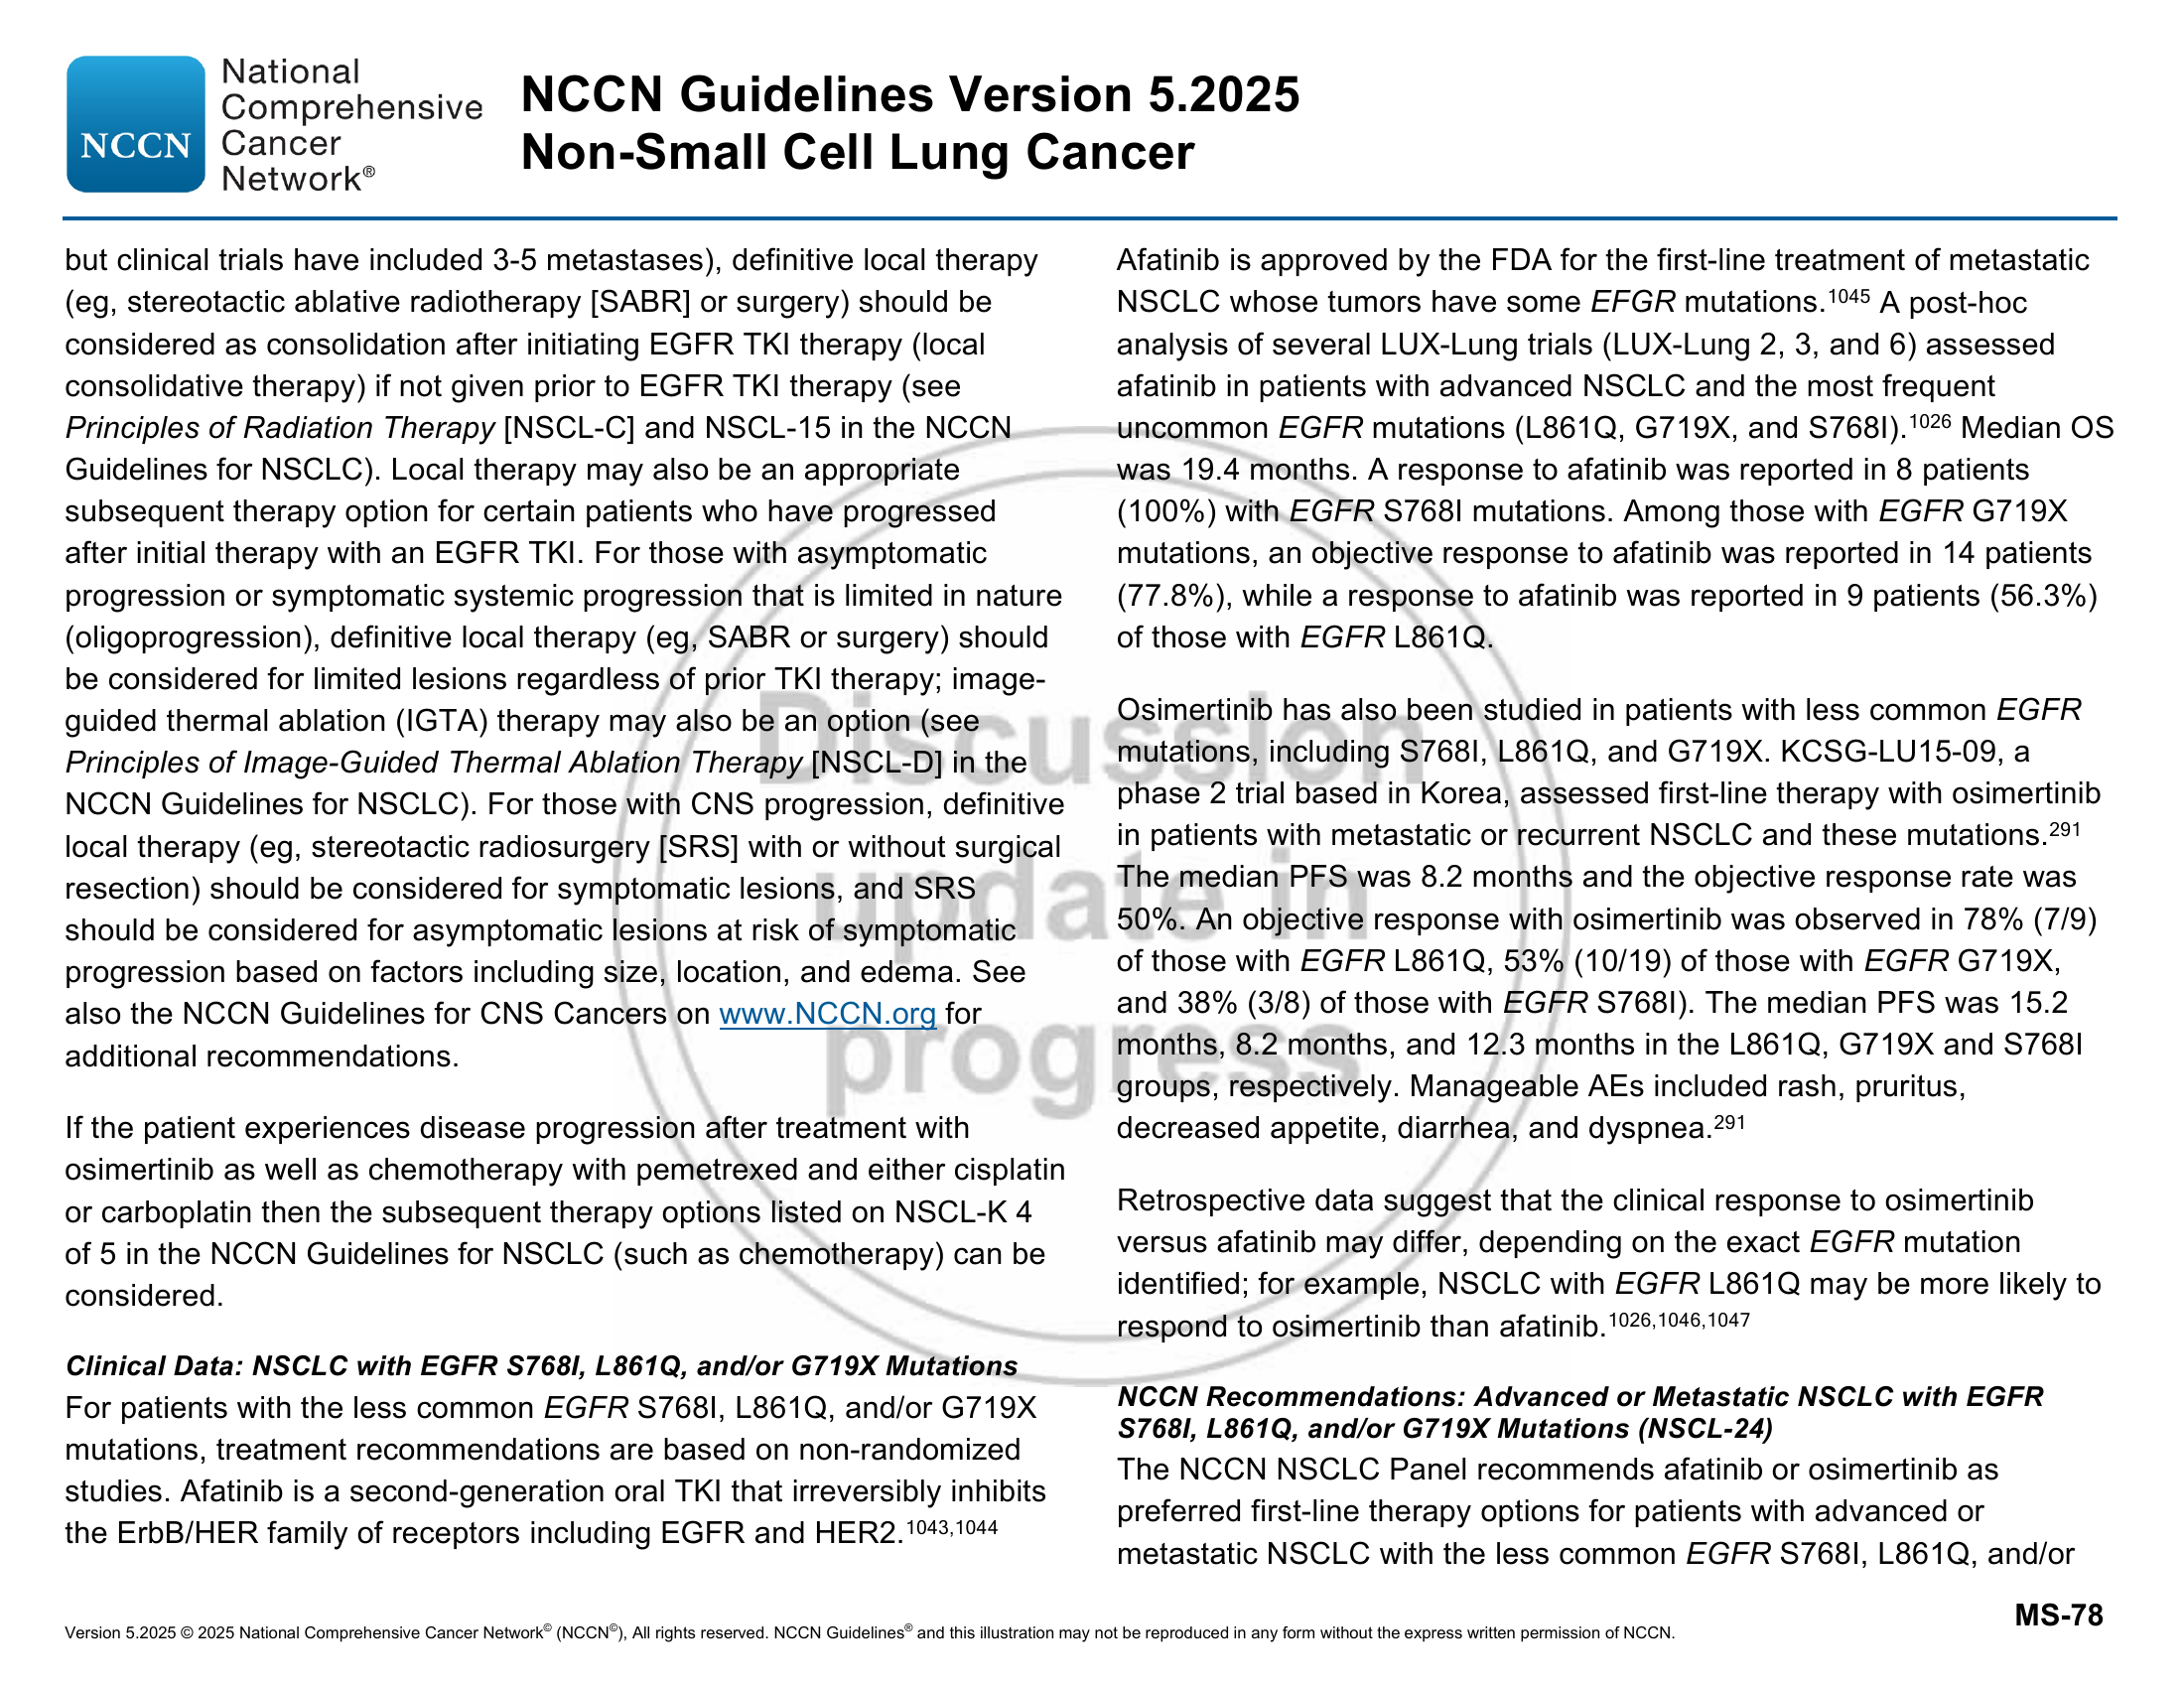 National
Comprehensive
NCCN Cancer
Network®
NCCN Guidelines Version 5.2025
Non-Small Cell Lung Cancer
but clinical trials have included 3-5 metastases), definitive local therapy
(eg, stereotactic ablative radiotherapy [SABR] or surgery) should be
considered as consolidation after initiating EGFR TKI therapy (local
consolidative therapy) if not given prior to EGFR TKI therapy (see
Principles of Radiation Therapy [NSCL-C] and NSCL-15 in the NCCN
Guidelines for NSCLC). Local therapy may also be an appropriate
subsequent therapy option for certain patients who have progressed
after initial therapy with an EGFR TKI. For those with asymptomatic
progression or symptomatic systemic progression that is limited in nature
(oligoprogression), definitive local therapy (eg, SABR or surgery) should
be considered for limited lesions regardless of prior TKI therapy; image-
guided thermal ablation (IGTA) therapy may also be an option (see
Principles of Image-Guided Thermal Ablation Therapy [NSCL-D] in the
NCCN Guidelines for NSCLC). For those with CNS progression, definitive
local therapy (eg, stereotactic radiosurgery [SRS] with or without surgical
resection) should be considered for symptomatic lesions, and SRS
should be considered for asymptomatic lesions at risk of symptomatic
progression based on factors including size, location, and edema. See
also the NCCN Guidelines for CNS Cancers on www.NCCN.org for
additional recommendations.
If the patient experiences disease progression after treatment with
osimertinib as well as chemotherapy with pemetrexed and either cisplatin
or carboplatin then the subsequent therapy options listed on NSCL-K 4
of 5 in the NCCN Guidelines for NSCLC (such as chemotherapy) can be
considered.
Clinical Data: NSCLC with EGFR S768I, L861Q, and/or G719X Mutations
For patients with the less common EGFR S768I, L861Q, and/or G719X
mutations, treatment recommendations are based on non-randomized
studies. Afatinib is a second-generation oral TKI that irreversibly inhibits
the ErbB/HER family of receptors including EGFR and HER2.1043,1044
Afatinib is approved by the FDA for the first-line treatment of metastatic
NSCLC whose tumors have some EFGR mutations.1045 A post-hoc
analysis of several LUX-Lung trials (LUX-Lung 2, 3, and 6) assessed
afatinib in patients with advanced NSCLC and the most frequent
uncommon EGFR mutations (L861Q, G719X, and S768I).1026 Median OS
was 19.4 months. A response to afatinib was reported in 8 patients
(100%) with EGFR S768I mutations. Among those with EGFR G719X
mutations, an objective response to afatinib was reported in 14 patients
(77.8%), while a response to afatinib was reported in 9 patients (56.3%)
of those with EGFR L861Q.
Osimertinib has also been studied in patients with less common EGFR
mutations, including S768I, L861Q, and G719X. KCSG-LU15-09, a
phase 2 trial based in Korea, assessed first-line therapy with osimertinib
in patients with metastatic or recurrent NSCLC and these mutations.291
The median PFS was 8.2 months and the objective response rate was
50%. An objective response with osimertinib was observed in 78% (7/9)
of those with EGFR L861Q, 53% (10/19) of those with EGFR G719X,
and 38% (3/8) of those with EGFR S768I). The median PFS was 15.2
months, 8.2 months, and 12.3 months in the L861Q, G719X and S768I
groups, respectively. Manageable AEs included rash, pruritus,
decreased appetite, diarrhea, and dyspnea.291
Retrospective data suggest that the clinical response to osimertinib
versus afatinib may differ, depending on the exact EGFR mutation
identified; for example, NSCLC with EGFR L861Q may be more likely to
respond to osimertinib than afatinib.1026,1046,1047
NCCN Recommendations: Advanced or Metastatic NSCLC with EGFR
S768I, L861Q, and/or G719X Mutations (NSCL-24)
The NCCN NSCLC Panel recommends afatinib or osimertinib as
preferred first-line therapy options for patients with advanced or
metastatic NSCLC with the less common EGFR S768I, L861Q, and/or
Discussion
update in
progress
MS-78
Version 5.2025 © 2025 National Comprehensive Cancer Network© (NCCN©), All rights reserved. NCCN Guidelines® and this illustration may not be reproduced in any form without the express written permission of NCCN.